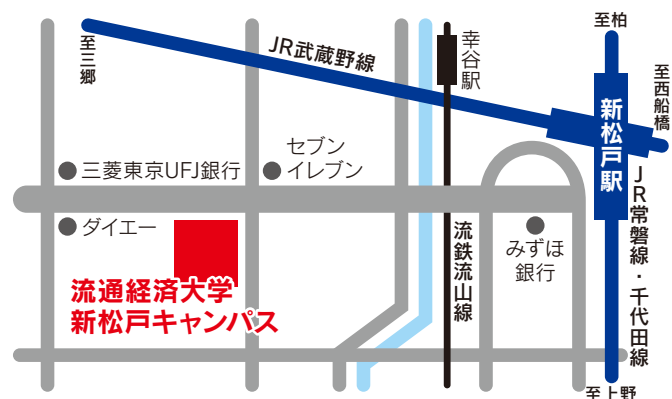 至柏
至三郷
JR武蔵野線
幸谷駅
至西船橋
新松戸駅
セブン
イレブン
三菱東京UFJ銀行
ダイエー
流通経済大学
新松戸キャンパス
流鉄流山線
みずほ
銀行
JR常磐線・千代田線
至上野